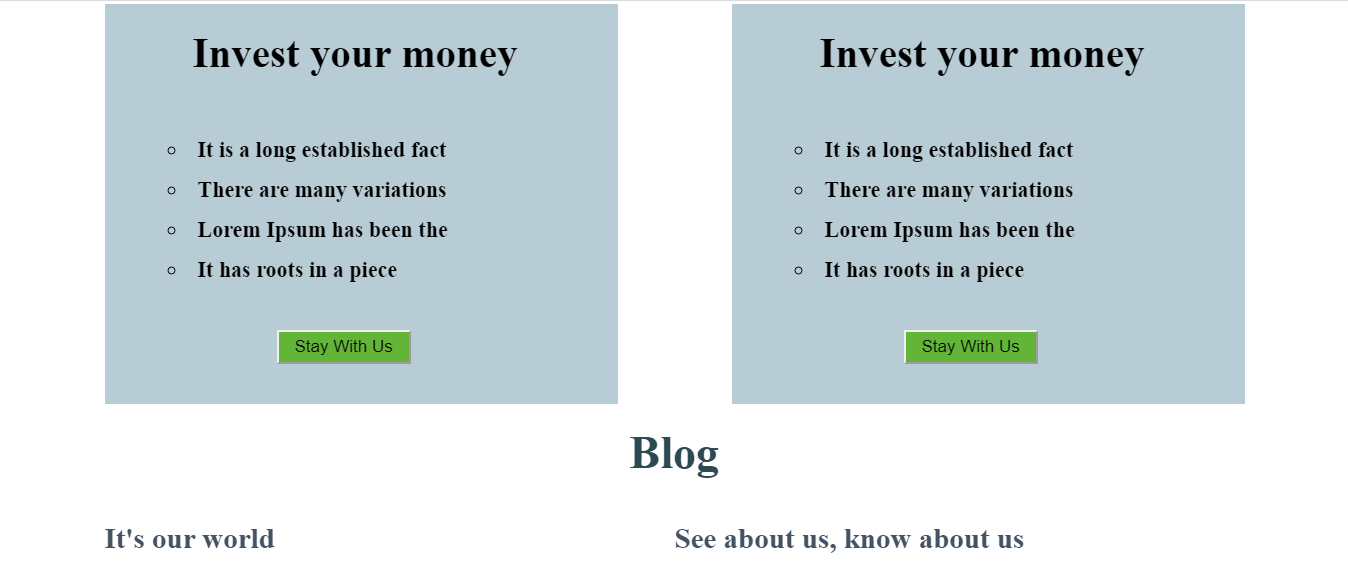 Invest your money
It is a long established fact
There are many variations
Lorem Ipsum has been the
It has roots in a piece
Stay With Us
Invest your money
It is a long established fact
There are many variations
Lorem Ipsum has been the
It has roots in a piece
Stay With Us
Blog
It's our world
See about us, know about us